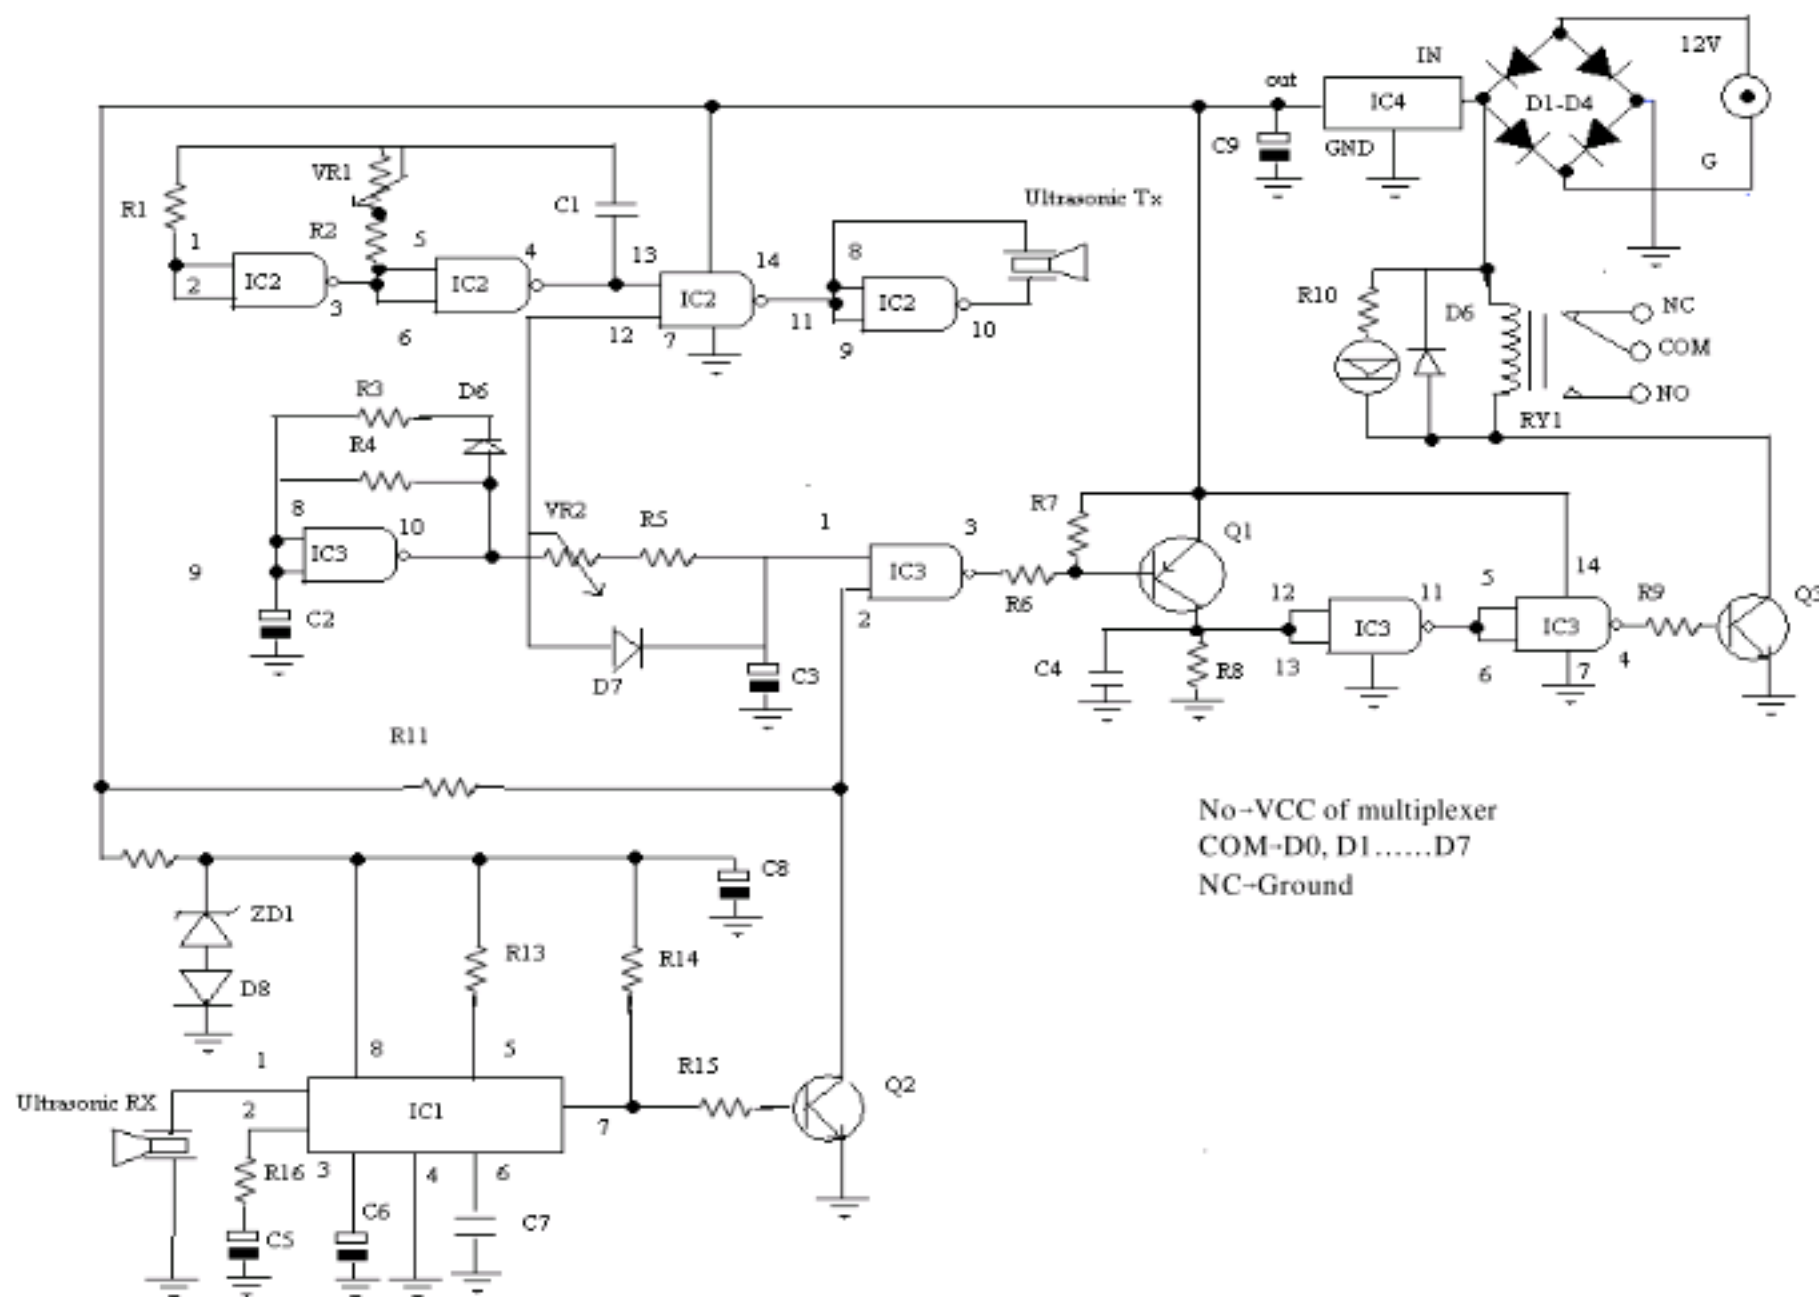 12V
IN
out
IC4
D1-D4
C9
GND
G
VR1
R1
C1
Ultrasonic Tx
R2
1
5
4
13
14
8
IC2
2
3
IC2
6
IC2
12
7
11
IC2
9
10
R10
D6
NC
COM
NO
RY1
R3
D6
R4
8
10
IC3
9
C2
VR2
R5
1
3
IC3
2
R7
R6
Q1
D7
C3
C4
R8
12
11
IC3
13
5
14
IC3
6
7
4
R9
Q3
R11
No→VCC of multiplexer
COM→D0, D1......D7
NC→Ground
C8
ZD1
R13
R14
D8
1
8
5
R15
Q2
Ultrasonic RX
2
IC1
7
R16
3
4
6
C6
C5
C7